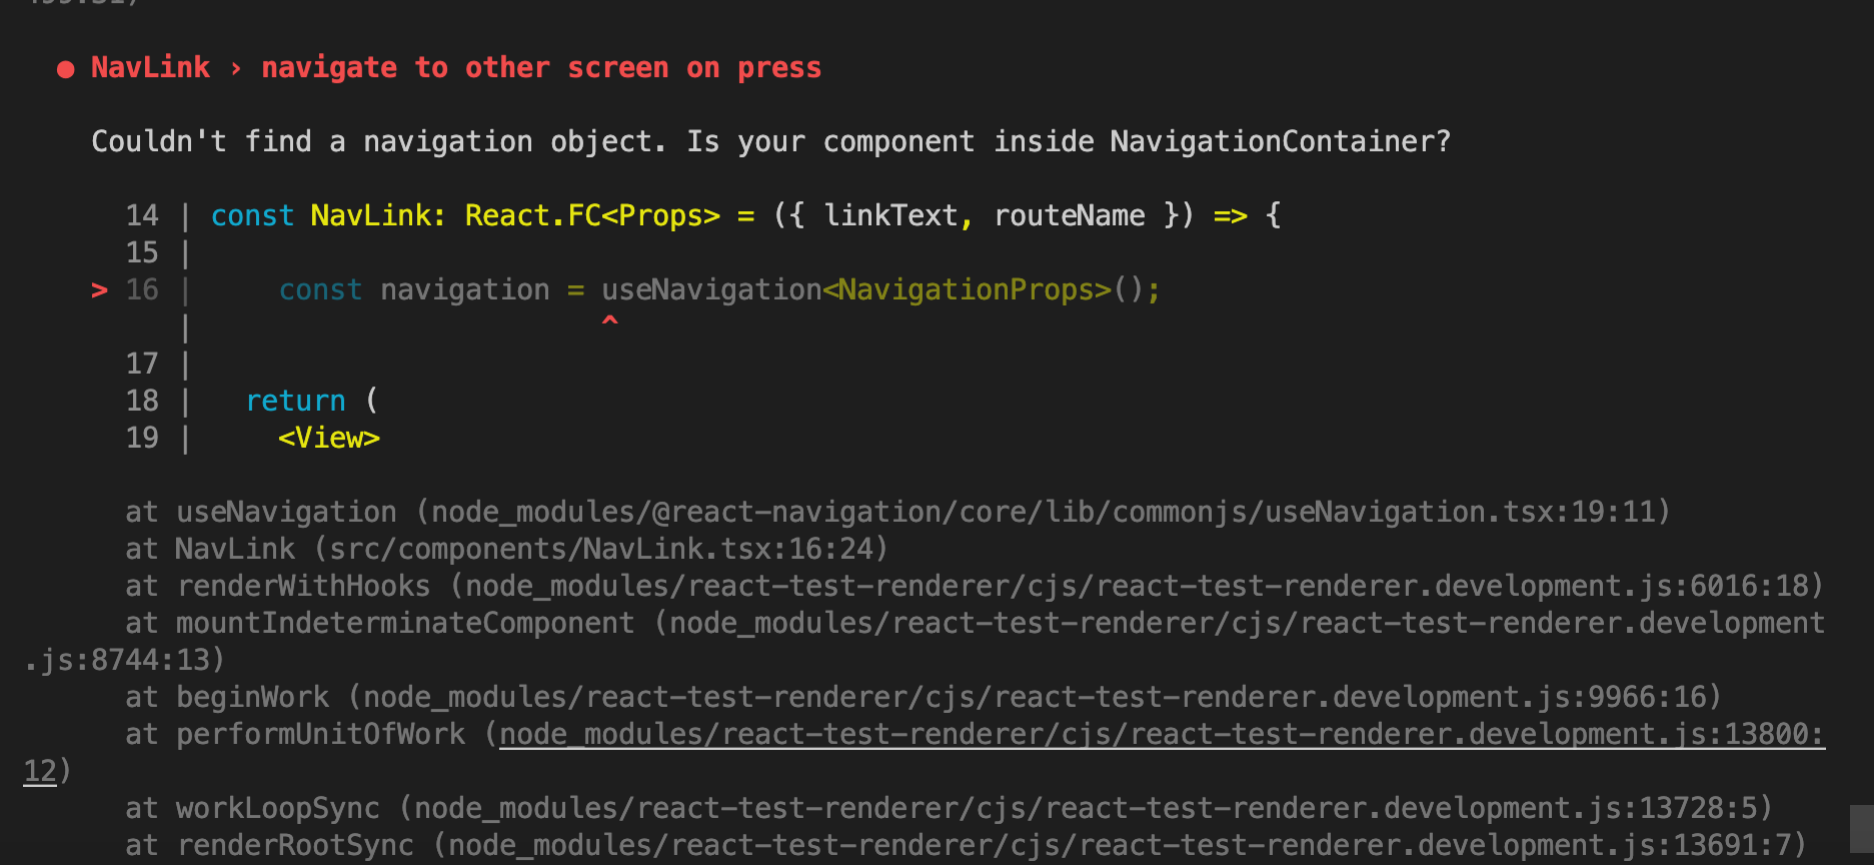 ● NavLink › navigate to other screen on press
Couldn't find a navigation object. Is your component inside NavigationContainer?
14 | const NavLink: React.FC<Props> = ({ linkText, routeName }) => {
15 |
> 16 |     const navigation = useNavigation<NavigationProps>();
|                        ^
17 |
18 |   return (
19 |     <View>
at useNavigation (node_modules/@react-navigation/core/lib/commonjs/useNavigation.tsx:19:11)
at NavLink (src/components/NavLink.tsx:16:24)
at renderWithHooks (node_modules/react-test-renderer/cjs/react-test-renderer.development.js:6016:18)
at mountIndeterminateComponent (node_modules/react-test-renderer/cjs/react-test-renderer.development
.js:8744:13)
at beginWork (node_modules/react-test-renderer/cjs/react-test-renderer.development.js:9966:16)
at performUnitOfWork (node_modules/react-test-renderer/cjs/react-test-renderer.development.js:13800:
12)
at workLoopSync (node_modules/react-test-renderer/cjs/react-test-renderer.development.js:13728:5)
at renderRootSync (node_modules/react-test-renderer/cjs/react-test-renderer.development.js:13691:7)